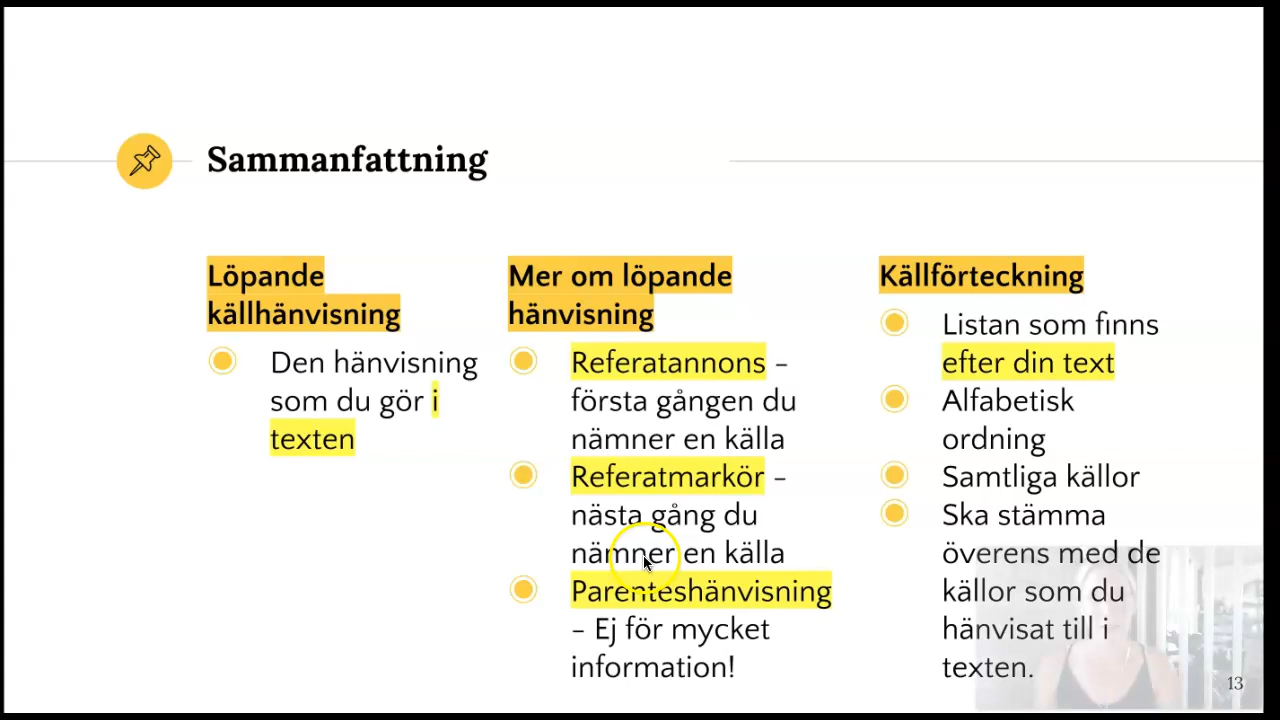 Sammanfattning
Löpande
källhänvisning
Den hänvisning
som du gör i
texten
Mer om löpande
hänvisning
Referatannons –
första gången du
nämner en källa
Referatmarkör –
nästa gång du
nämner en källa
Parenteshänvisning
– Ej för mycket
information!
Källförteckning
Listan som finns
efter din text
Alfabetisk
ordning
Samtliga källor
Ska stämma
överens med de
källor som du
hänvisat till i
texten.
13